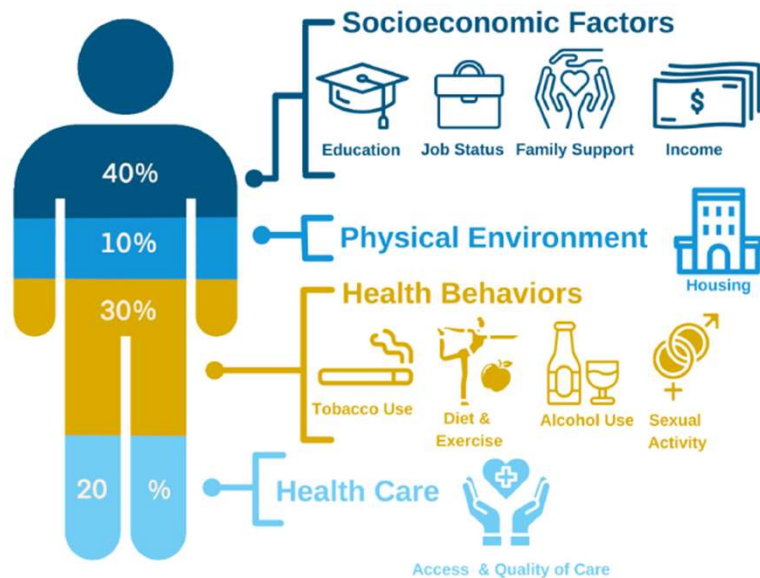 Socioeconomic Factors
$
Education Job Status Family Support Income
40%
10%
Physical Environment
Housing
30%
Health Behaviors
Tobacco Use
Diet &
Exercise
Alcohol Use
Sexual
Activity
20 %
Health Care
Access & Quality of Care